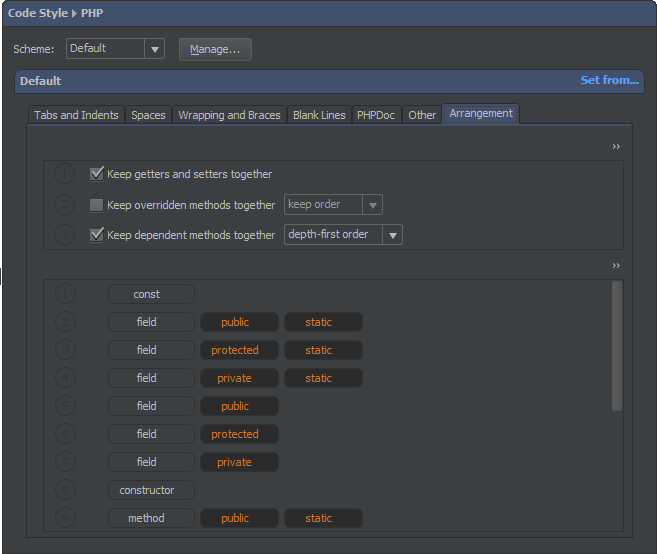 Code Style ▸ PHP
Scheme: Default Manage...
Default Set from...
Tabs and Indents Spaces Wrapping and Braces Blank Lines PHPDoc Other Arrangement
››
1 Keep getters and setters together
2 Keep overridden methods together keep order
3 Keep dependent methods together depth-first order
››
1 const
2 field public static
3 field protected static
4 field private static
5 field public
6 field protected
7 field private
8 constructor
9 method public static